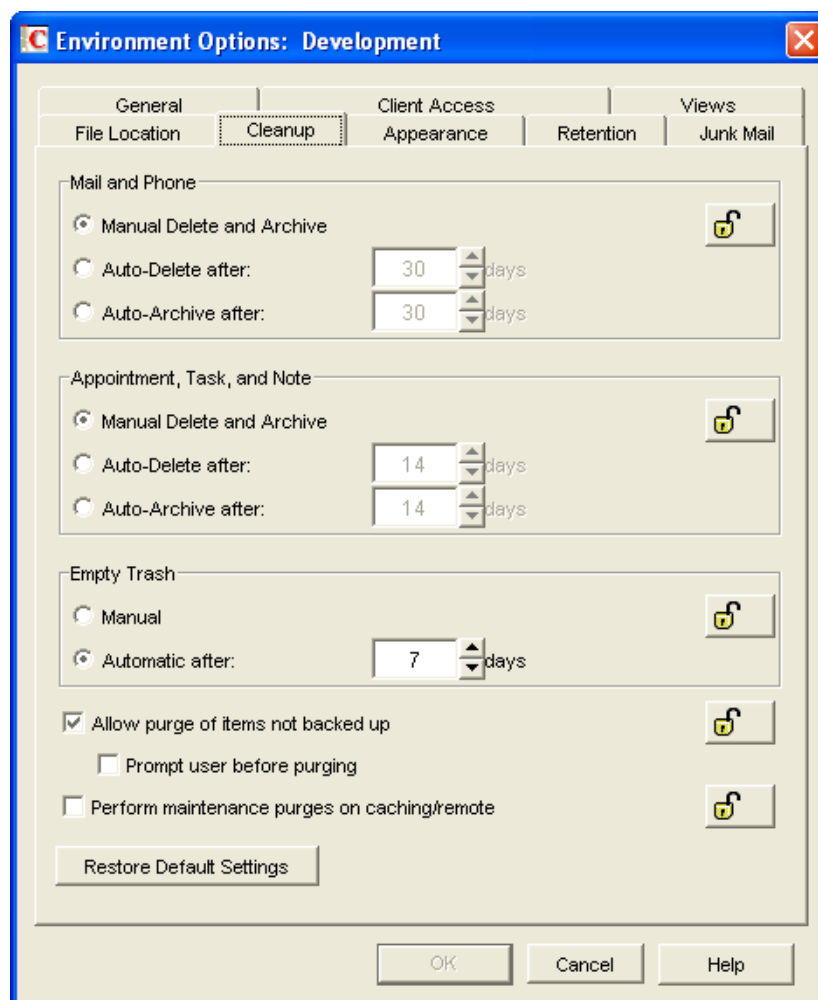 C Environment Options: Development
General Client Access Views
File Location Cleanup Appearance Retention Junk Mail
Mail and Phone
Manual Delete and Archive
Auto-Delete after: 30 days
Auto-Archive after: 30 days
Appointment, Task, and Note
Manual Delete and Archive
Auto-Delete after: 14 days
Auto-Archive after: 14 days
Empty Trash
Manual
Automatic after: 7 days
Allow purge of items not backed up
Prompt user before purging
Perform maintenance purges on caching/remote
Restore Default Settings
OK Cancel Help